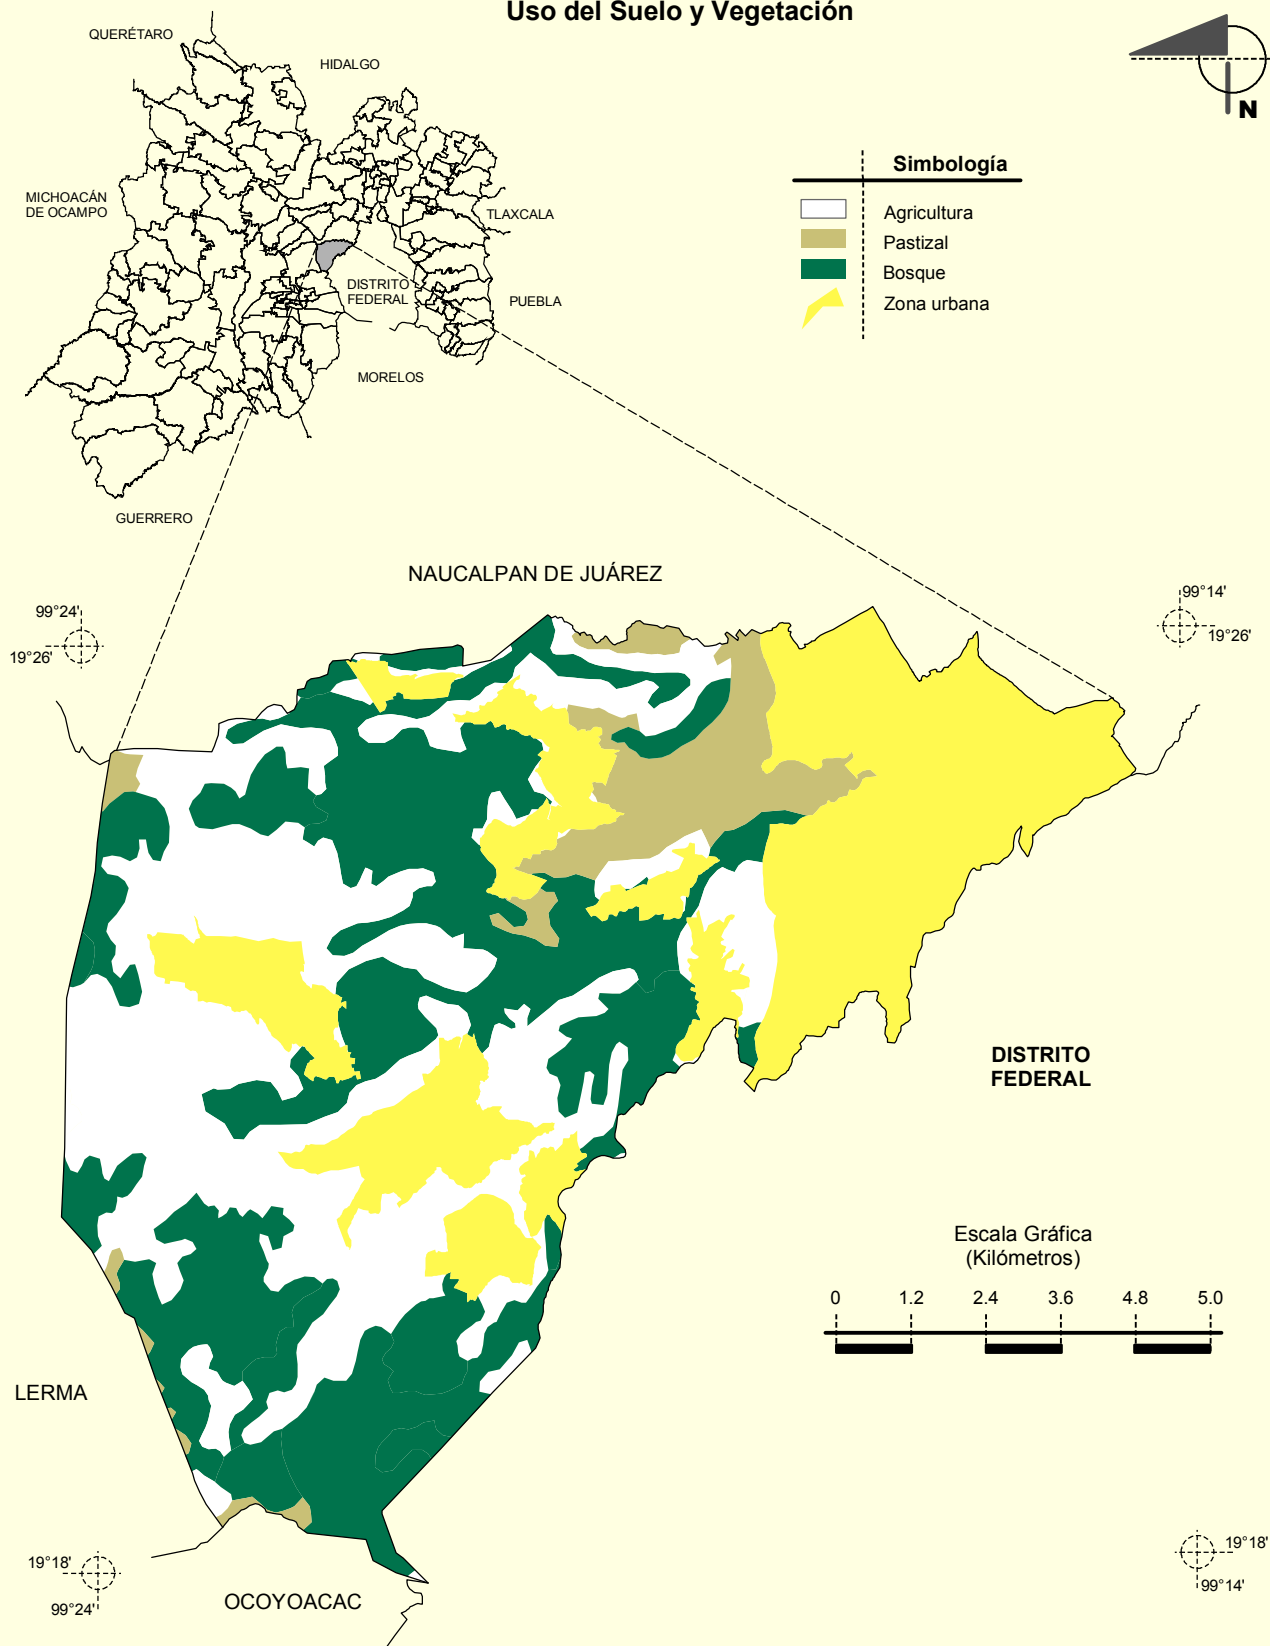 Uso del Suelo y Vegetación
QUERÉTARO
HIDALGO
N
Simbología
MICHOACÁN
DE OCAMPO
TLAXCALA
Agricultura
Pastizal
Bosque
Zona urbana
DISTRITO
FEDERAL
PUEBLA
MORELOS
GUERRERO
NAUCALPAN DE JUÁREZ
99°24'
19°26'
99°14'
19°26'
DISTRITO
FEDERAL
Escala Gráfica
(Kilómetros)
0 1.2 2.4 3.6 4.8 5.0
LERMA
19°18'
99°24'
OCOYOACAC
19°18'
99°14'